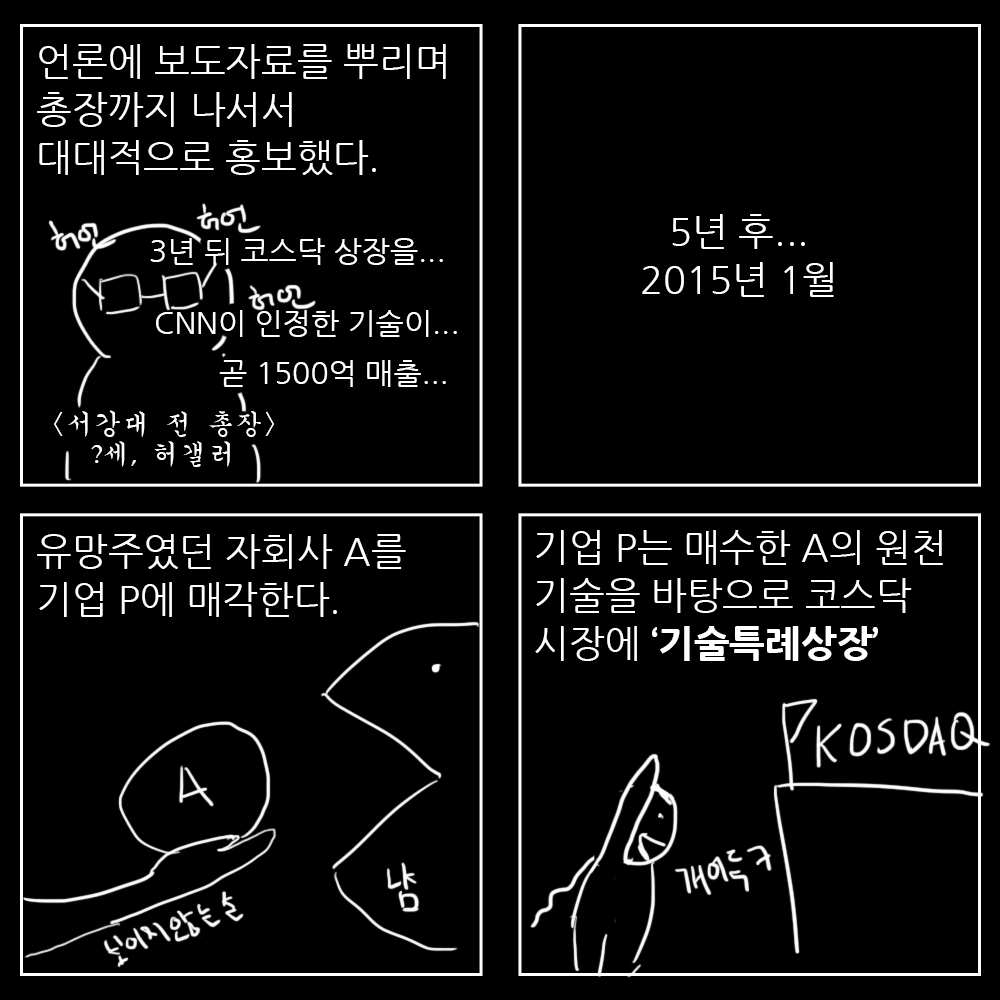 언론에 보도자료를 뿌리며
총장까지 나서서
대대적으로 홍보했다.
허언
허언
3년 뒤 코스닥 상장을...
허언
CNN이 인정한 기술이...
곧 1500억 매출...
<서강대 전 총장>
?세, 허갤러
5년 후...
2015년 1월
유망주였던 자회사 A를
기업 P에 매각한다.
A
냠
보이지않는손
기업 P는 매수한 A의 원천
기술을 바탕으로 코스닥
시장에 ‘기술특례상장’
KOSDAQ
개이득ㅋ